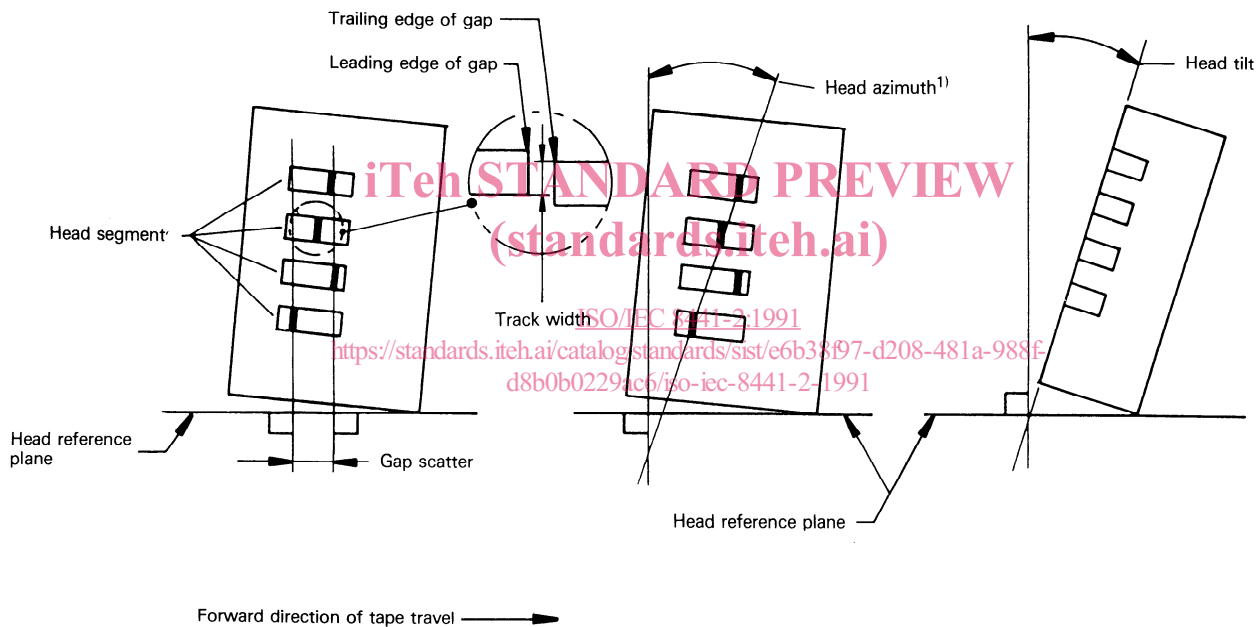 Trailing edge of gap
Leading edge of gap
Head azimuth1)
Head tilt
iTeh STANDARD PREVIEW
(standards.iteh.ai)
Head segment
Track width
ISO/IEC 8441-2:1991
https://standards.iteh.ai/catalog/standards/sist/e6b38f97-d208-481a-988f-
d8b0b0229ac6/iso-iec-8441-2-1991
Head reference
plane
Gap scatter
Head reference plane
Forward direction of tape travel